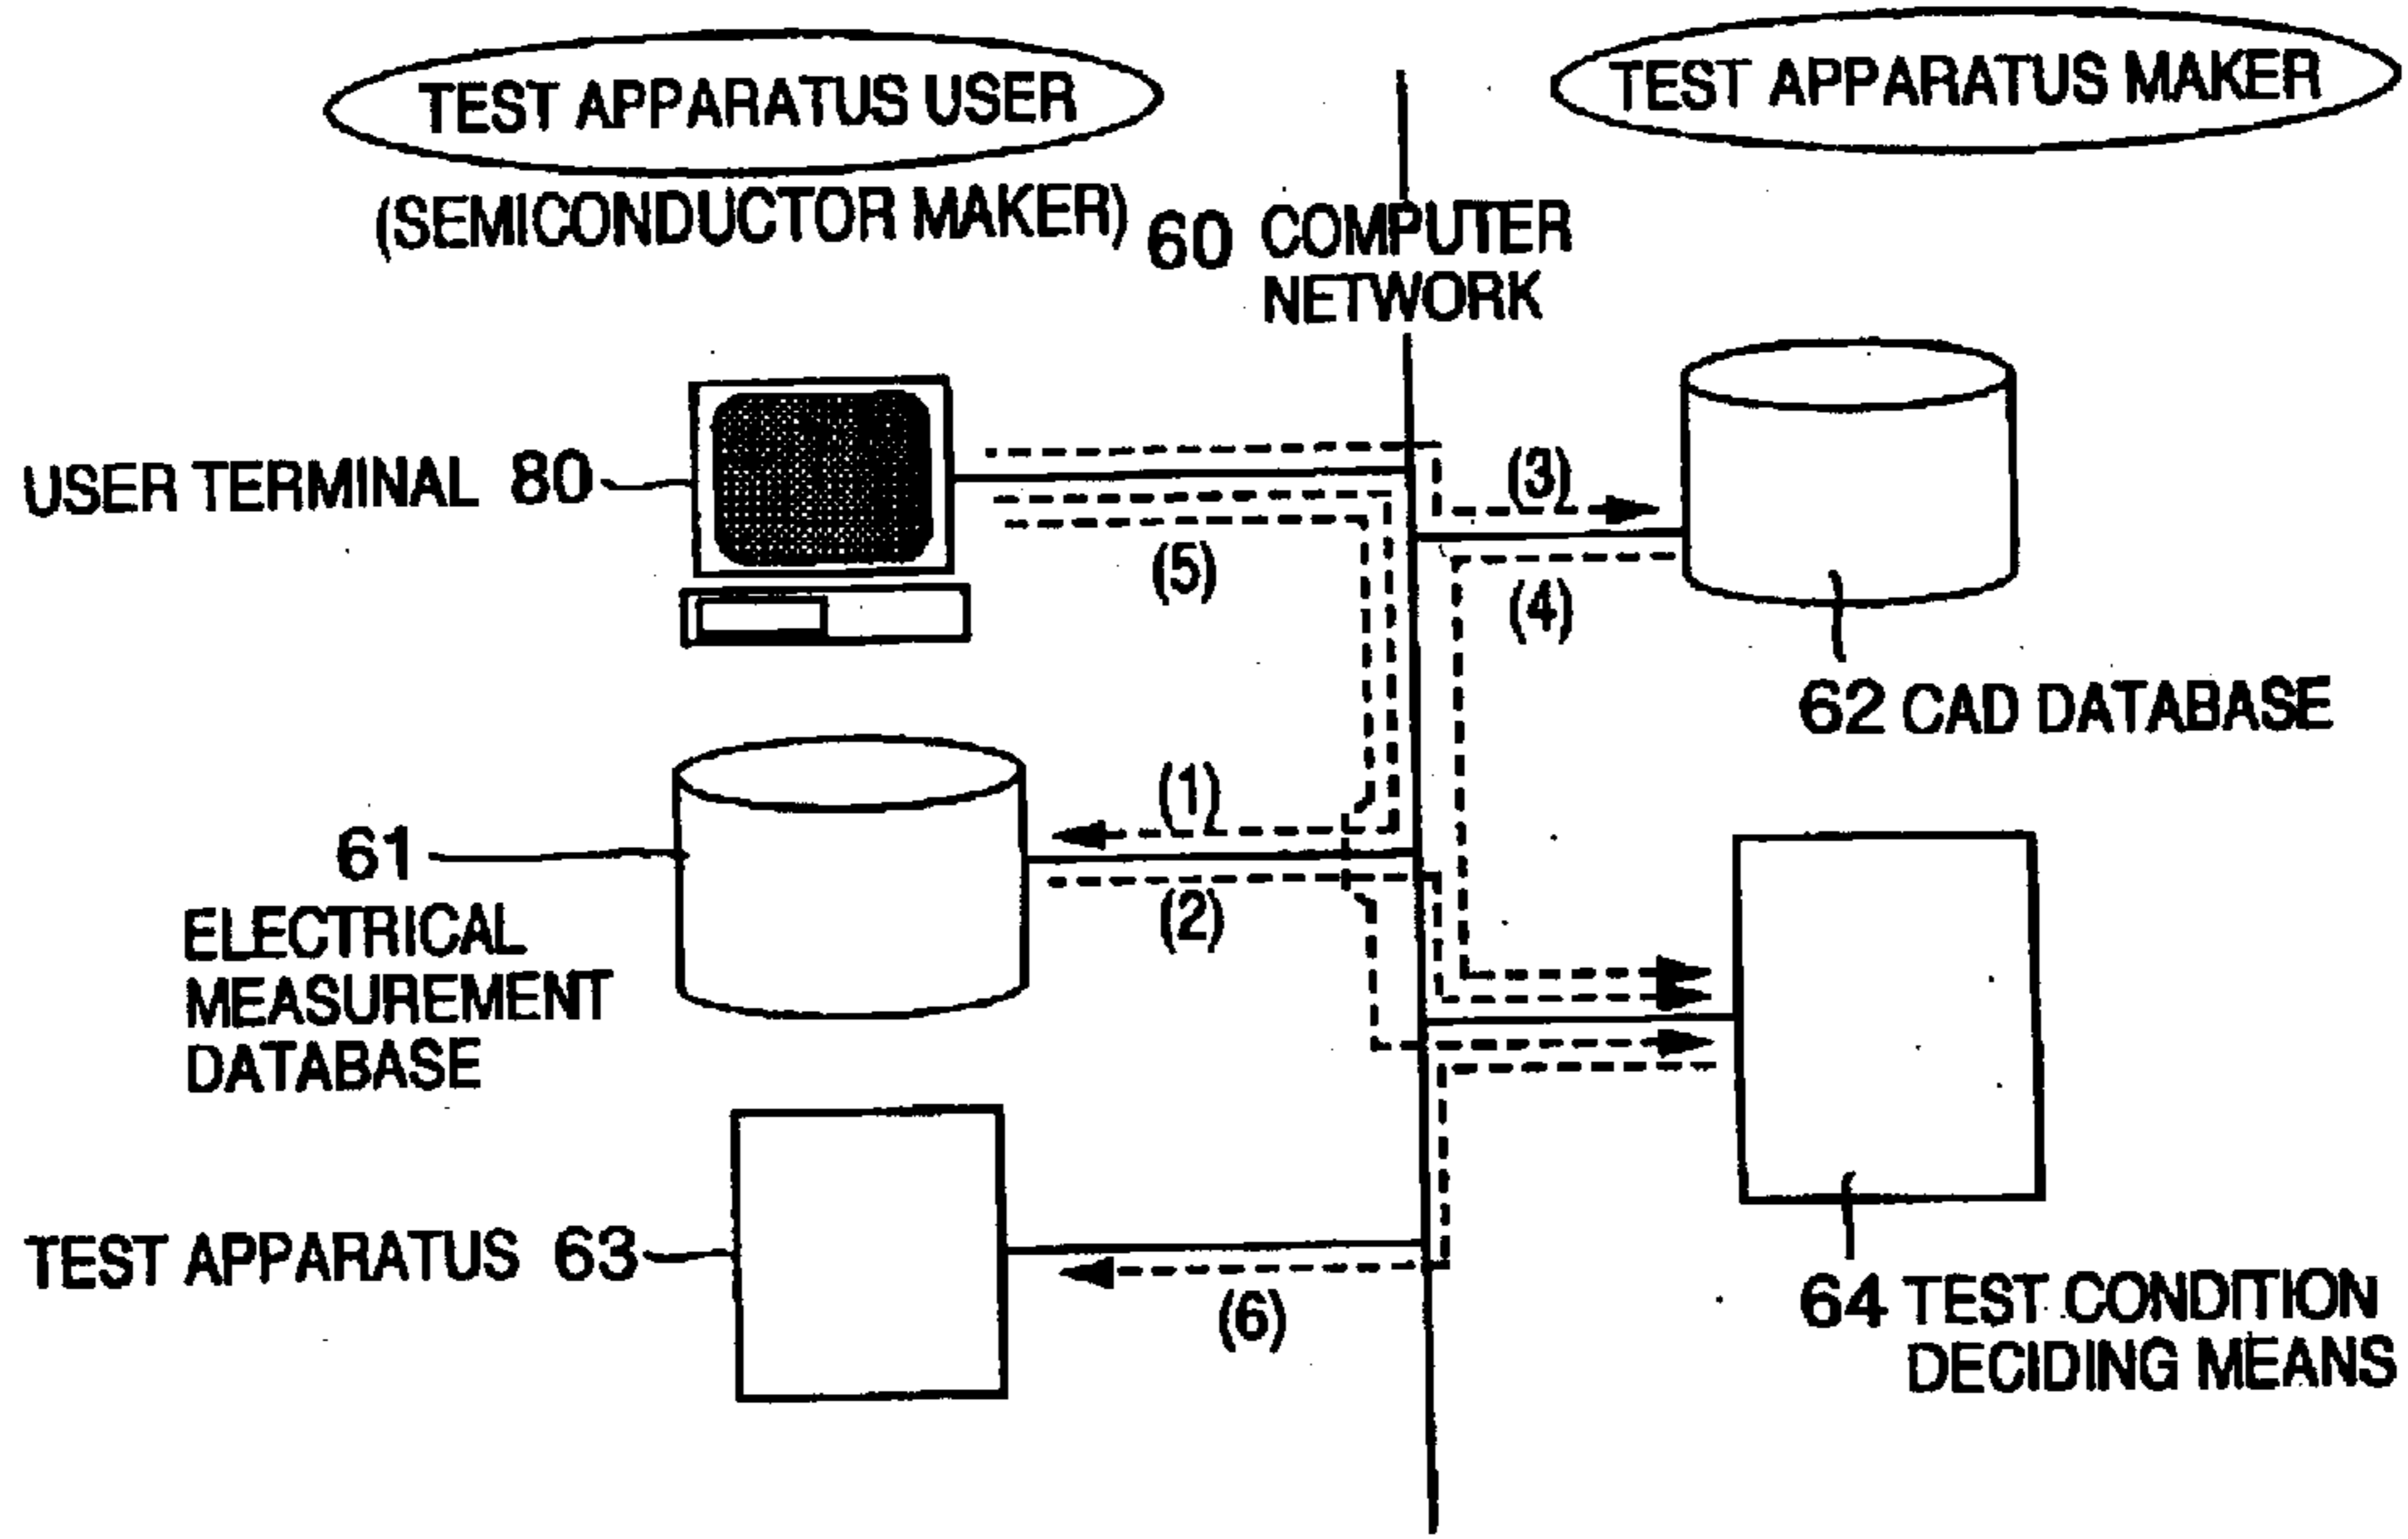 TEST APPARATUS USER
(SEMICONDUCTOR MAKER)
TEST APPARATUS MAKER
60 COMPUTER
NETWORK
USER TERMINAL 80
(3)
(5)
(4)
62 CAD DATABASE
(1)
61
(2)
ELECTRICAL
MEASUREMENT
DATABASE
TEST APPARATUS 63
(6)
64 TEST CONDITION
DECIDING MEANS